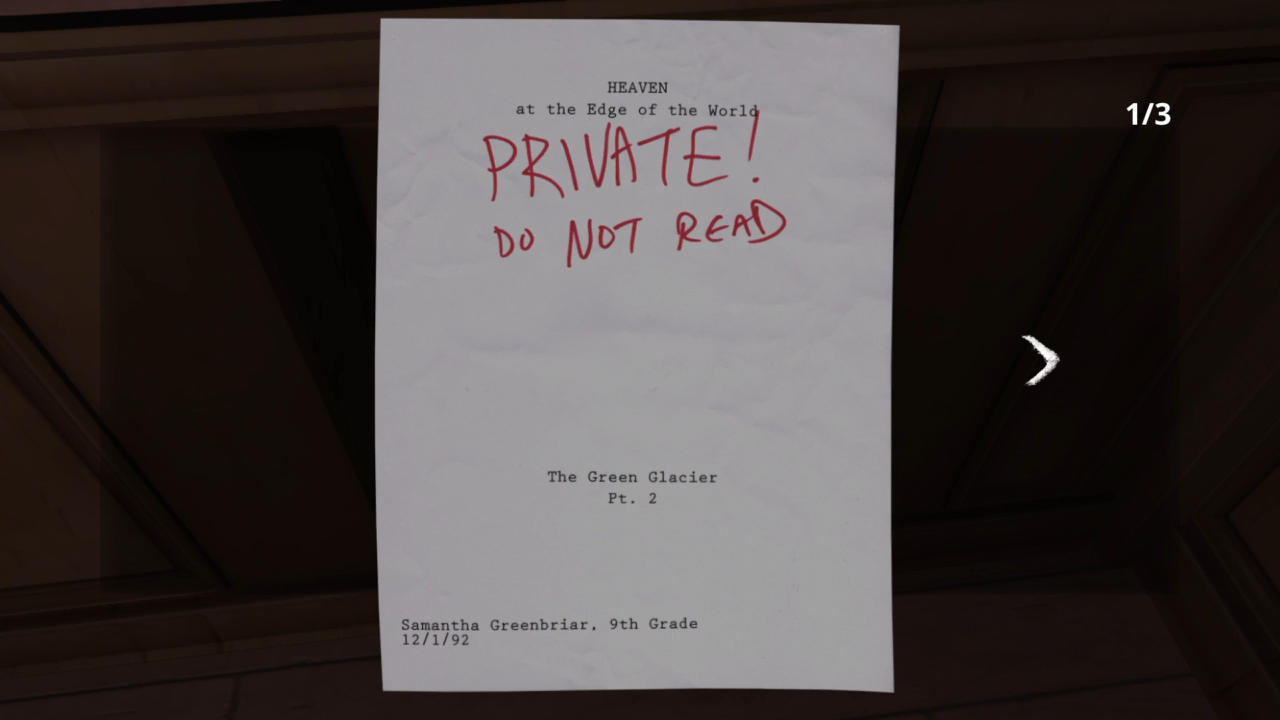 HEAVEN
at the Edge of the World
PRIVATE!
DO NOT READ
1/3
The Green Glacier
Pt. 2
Samantha Greenbriar, 9th Grade
12/1/92